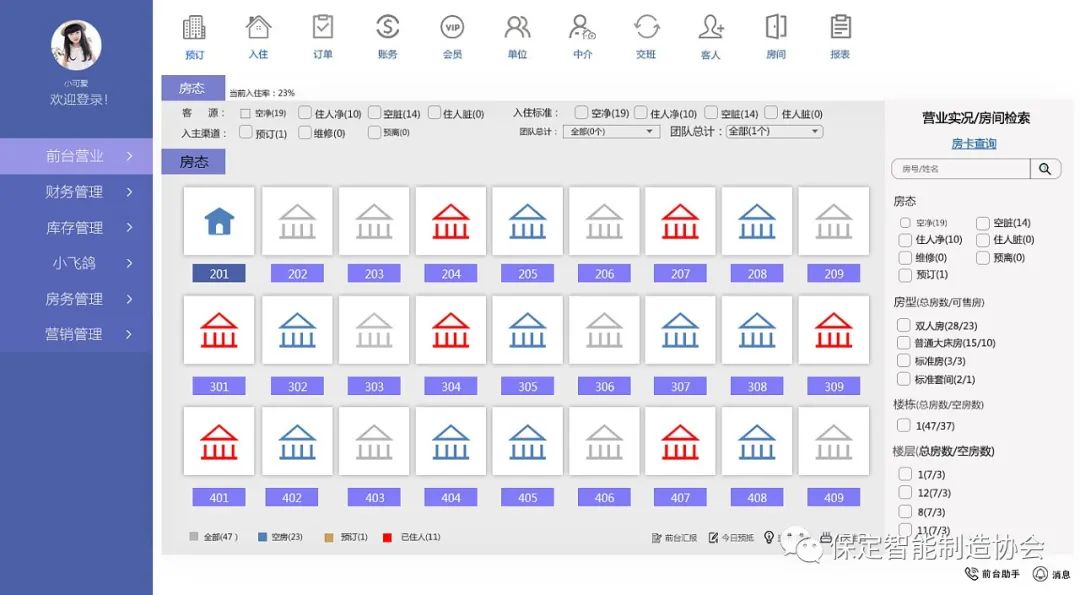 小可爱
欢迎登录!
前台营业
财务管理
库存管理
小飞鸽
房务管理
营销管理
预订 入住 订单 账务 会员 单位 中介 交班 客人 房间 报表
VIP
房态 当前入住率:23%
客 源: 空净(19) 住人净(10) 空脏(14) 住人脏(0) 入住标准: 空净(19) 住人净(10) 空脏(14) 住人脏(0)
入主渠道: 预订(1) 维修(0) 预离(0) 团队总计: 全部(0个) 团队总计: 全部(1个)
房态
201 202 203 204 205 206 207 208 209
301 302 303 304 305 306 307 308 309
401 402 403 404 405 406 407 408 409
全部(47 ) 空房(23) 预订(1) 已住人(11) 前台汇报 今日预抵
营业实况/房间检索
房卡查询
房号/姓名
房态
空净(19) 空脏(14)
住人净(10) 住人脏(0)
维修(0) 预离(0)
预订(1)
房型(总房数/可售房)
双人房(28/23)
普通大床房(15/10)
标准房(3/3)
标准套间(2/1)
楼栋(总房数/空房数)
1(47/37)
楼层(总房数/空房数)
1(7/3)
12(7/3)
8(7/3)
11(7/3)
保定智能制造协会
前台助手 消息